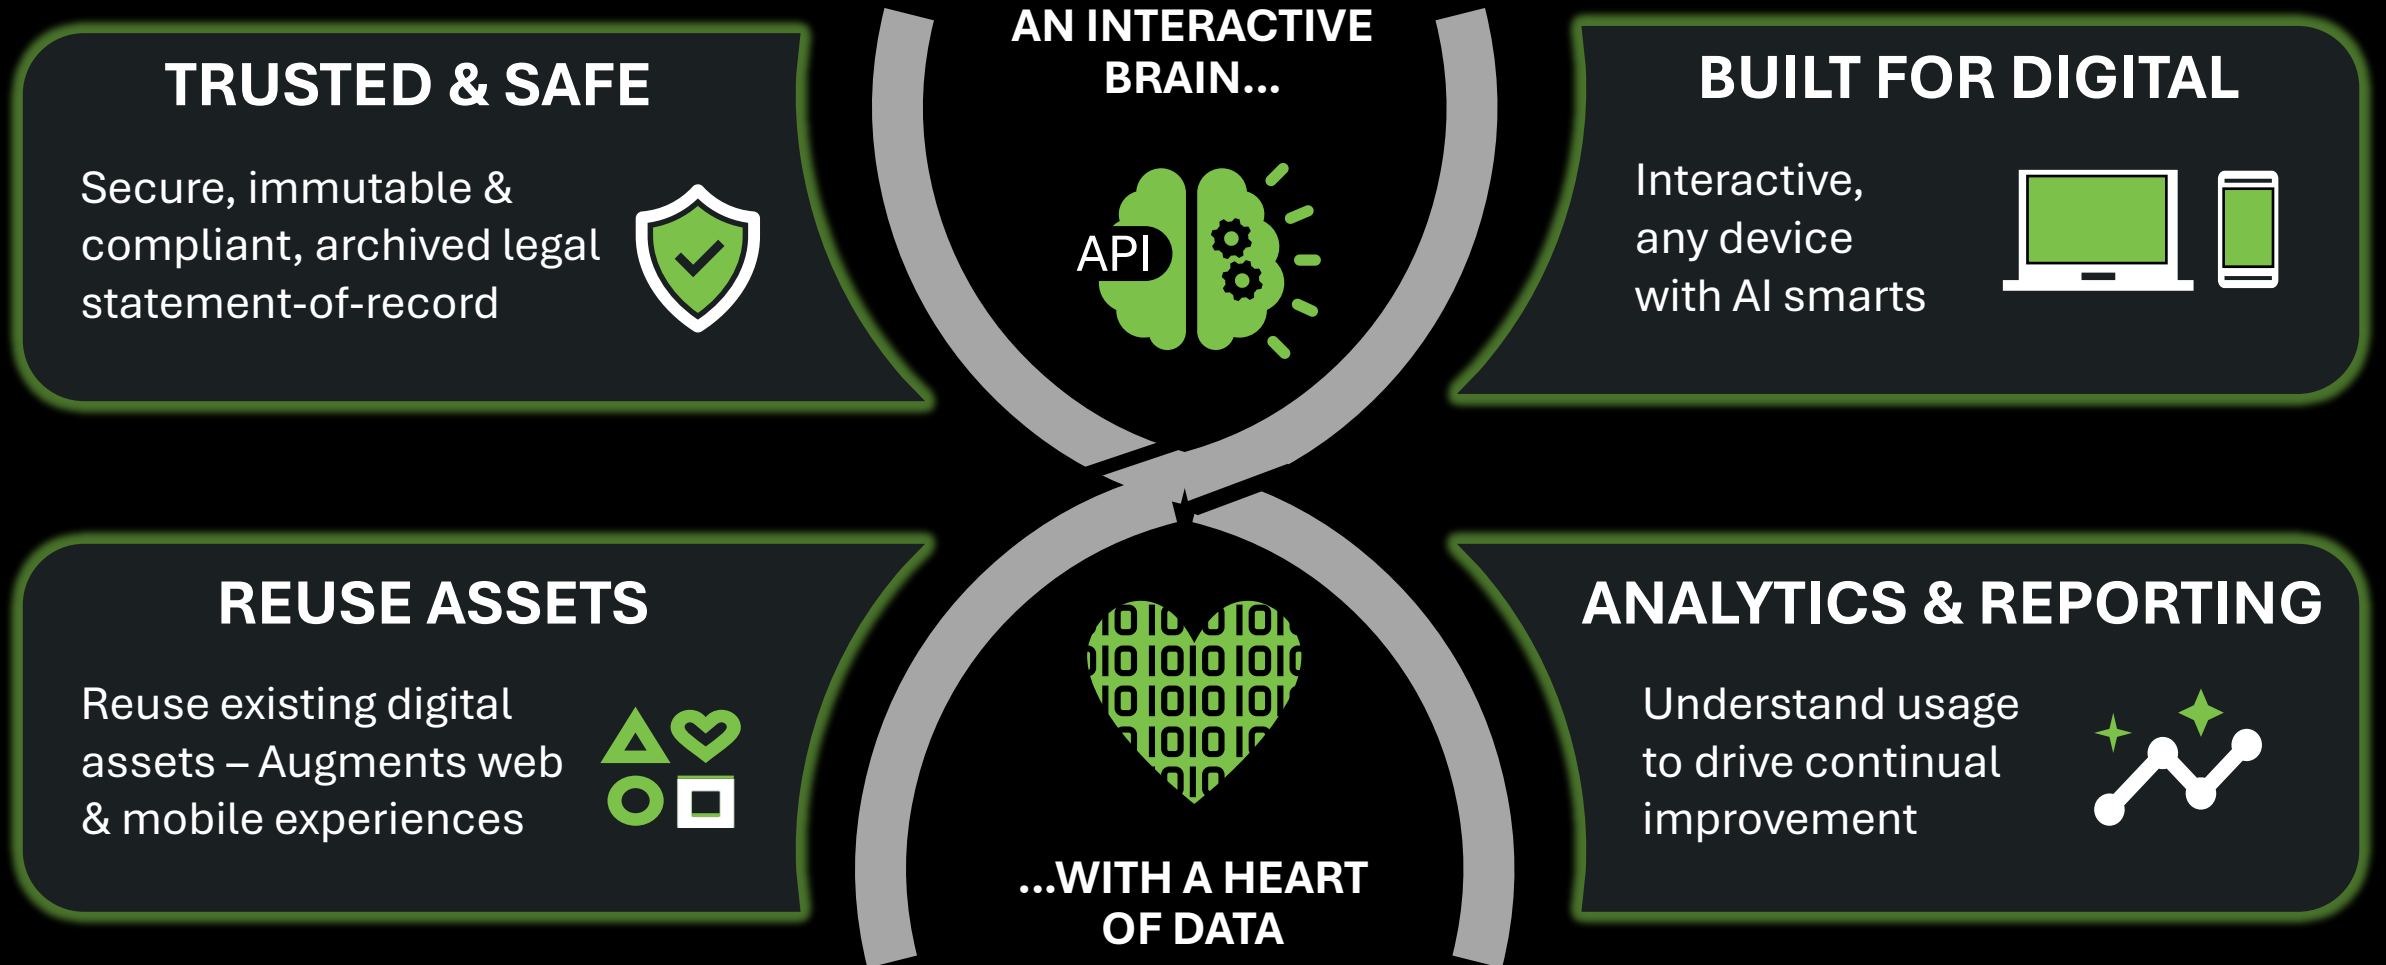 TRUSTED & SAFE
Secure, immutable &
compliant, archived legal
statement-of-record
AN INTERACTIVE
BRAIN...
API
BUILT FOR DIGITAL
Interactive,
any device
with AI smarts
REUSE ASSETS
Reuse existing digital
assets – Augments web
& mobile experiences
...WITH A HEART
OF DATA
ANALYTICS & REPORTING
Understand usage
to drive continual
improvement